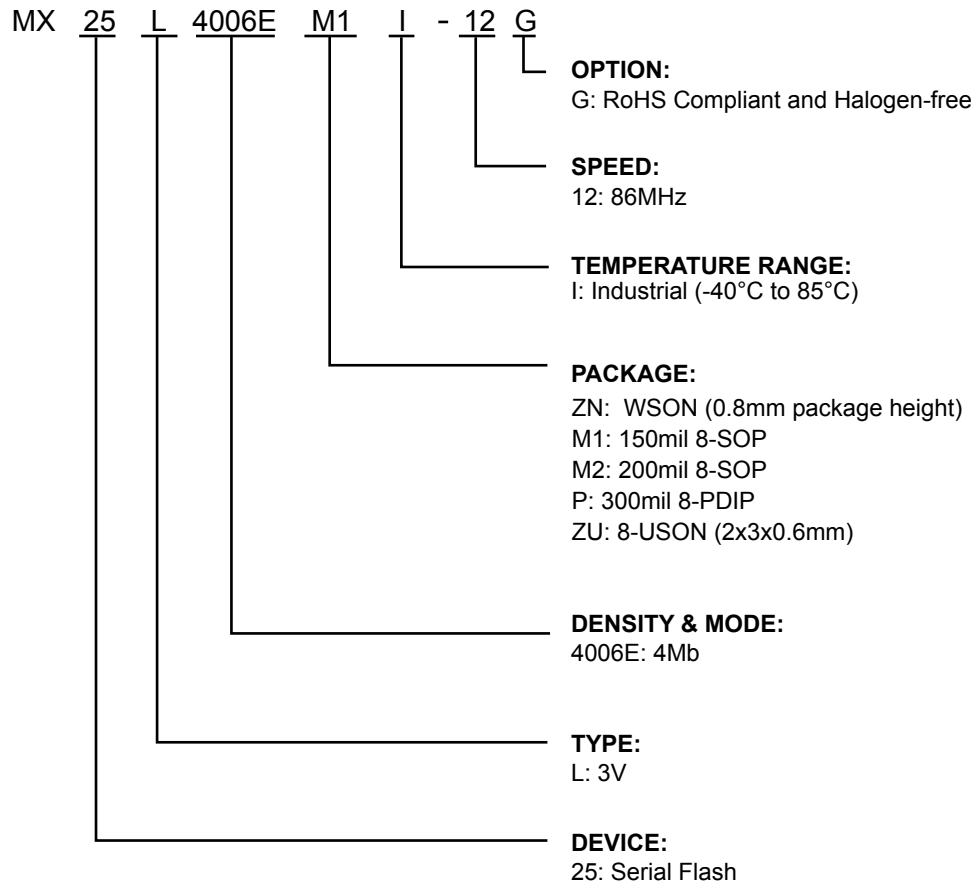 MX 25 L 4006E M1 I - 12 G
OPTION:
G: RoHS Compliant and Halogen-free
SPEED:
12: 86MHz
TEMPERATURE RANGE:
I: Industrial (-40°C to 85°C)
PACKAGE:
ZN: WSON (0.8mm package height)
M1: 150mil 8-SOP
M2: 200mil 8-SOP
P: 300mil 8-PDIP
ZU: 8-USON (2x3x0.6mm)
DENSITY & MODE:
4006E: 4Mb
TYPE:
L: 3V
DEVICE:
25: Serial Flash